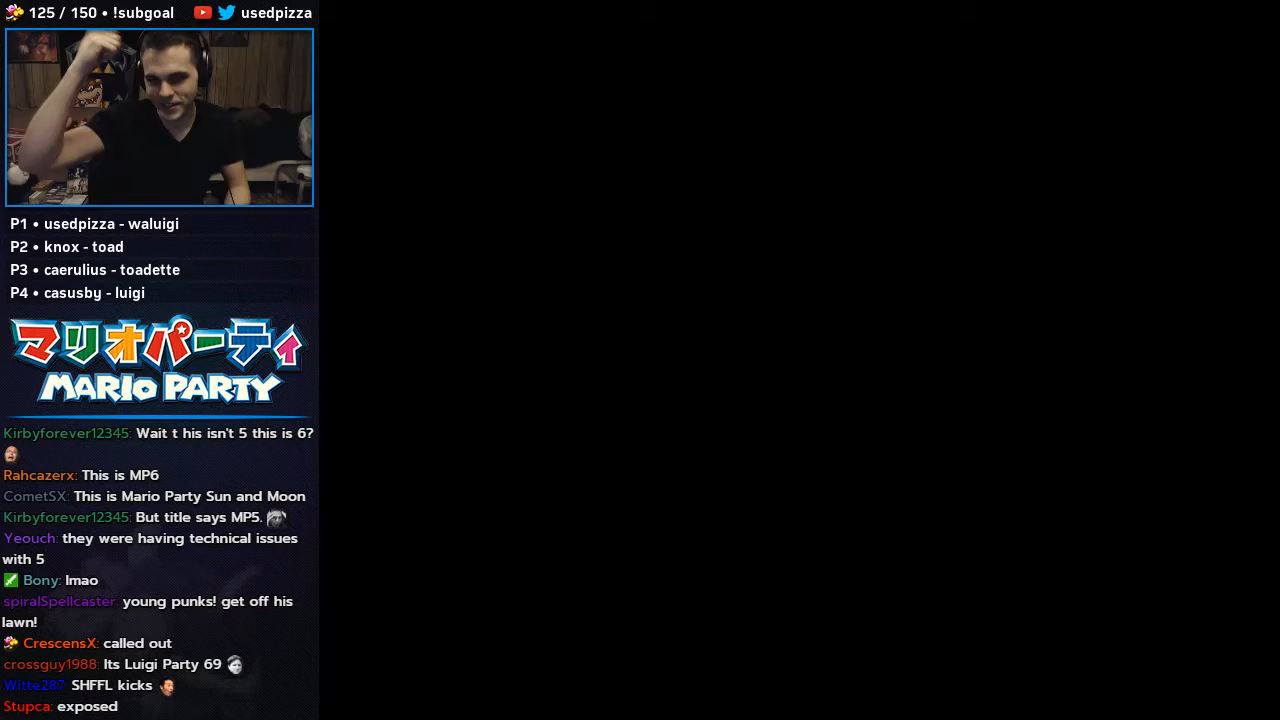 125 / 150 • !subgoal usedpizza
P1 • usedpizza - waluigi
P2 • knox - toad
P3 • caerulius - toadette
P4 • casusby - luigi
マリオパーティ
MARIO PARTY
Kirbyforever12345: Wait t his isn't 5 this is 6?
Rahcazerx: This is MP6
CometSX: This is Mario Party Sun and Moon
Kirbyforever12345: But title says MP5.
Yeouch: they were having technical issues
with 5
Bony: lmao
spiralSpellcaster: young punks! get off his
lawn!
CrescensX: called out
crossguy1988: Its Luigi Party 69
Witte287: SHFFL kicks
Stupca: exposed